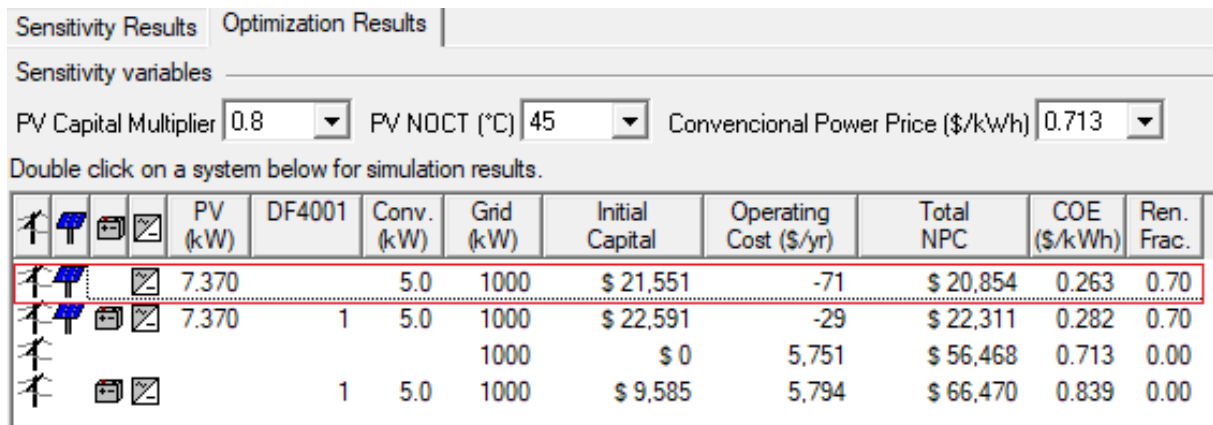 Sensitivity Results Optimization Results
Sensitivity variables
PV Capital Multiplier 0.8 PV NOCT (°C) 45 Convencional Power Price ($/kWh) 0.713
Double click on a system below for simulation results.
PV (kW) DF4001 Conv. (kW) Grid (kW) Initial Capital Operating Cost ($/yr) Total NPC COE ($/kWh) Ren. Frac.
7.370 5.0 1000 $ 21,551 -71 $ 20,854 0.263 0.70
7.370 1 5.0 1000 $ 22,591 -29 $ 22,311 0.282 0.70
1000 $ 0 5,751 $ 56,468 0.713 0.00
1 5.0 1000 $ 9,585 5,794 $ 66,470 0.839 0.00